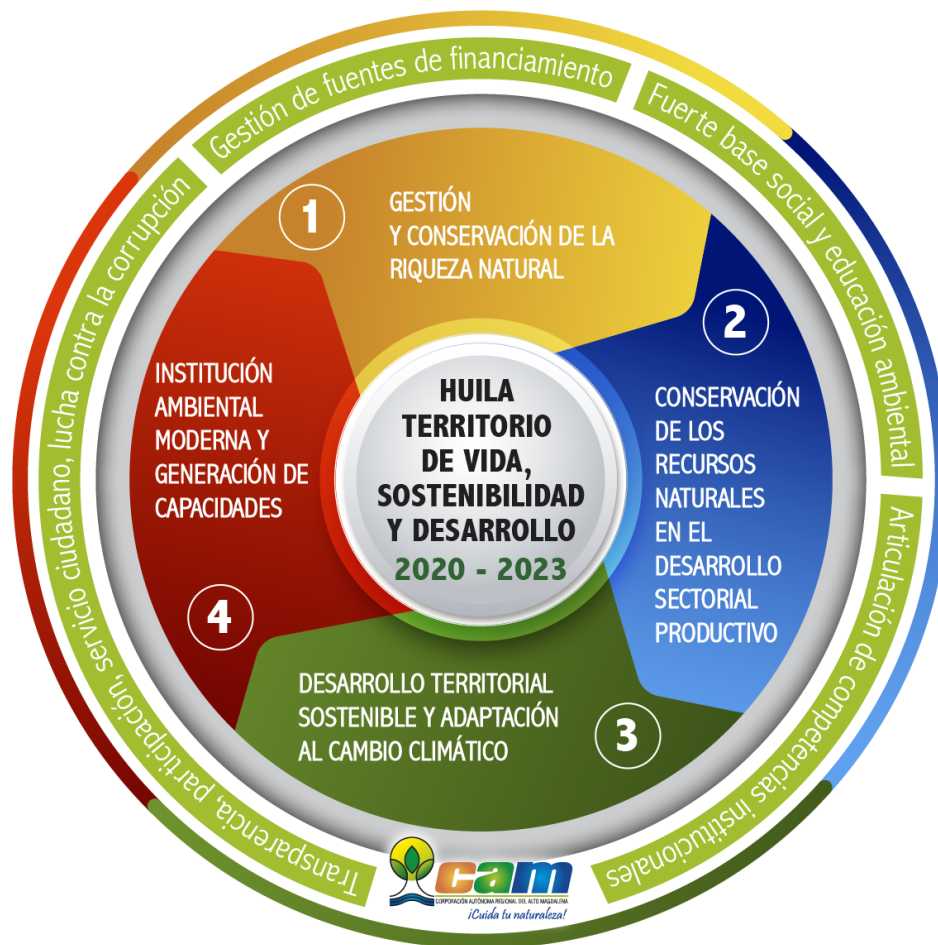 Gestión de fuentes de financiamiento
Fuerte base social y educación ambiental
Articulación de competencias institucionales
Transparencia, participación, servicio ciudadano, lucha contra la corrupción
1
GESTIÓN
Y CONSERVACIÓN DE LA
RIQUEZA NATURAL
2
CONSERVACIÓN
DE LOS
RECURSOS
NATURALES
EN EL
DESARROLLO
SECTORIAL
PRODUCTIVO
3
DESARROLLO TERRITORIAL
SOSTENIBLE Y ADAPTACIÓN
AL CAMBIO CLIMÁTICO
4
INSTITUCIÓN
AMBIENTAL
MODERNA Y
GENERACIÓN DE
CAPACIDADES
HUILA
TERRITORIO
DE VIDA,
SOSTENIBILIDAD
Y DESARROLLO
2020 - 2023
cam
CORPORACIÓN AUTÓNOMA REGIONAL DEL ALTO MAGDALENA
¡Cuida tu naturaleza!